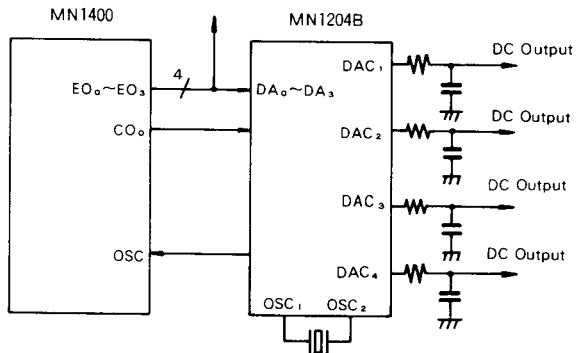 MN1400
MN1204B
4
EO₀~EO₃
CO₀
OSC
DA₀~DA₃
DAC₁
DAC₂
DAC₃
DAC₄
OSC₁ OSC₂
DC Output
DC Output
DC Output
DC Output